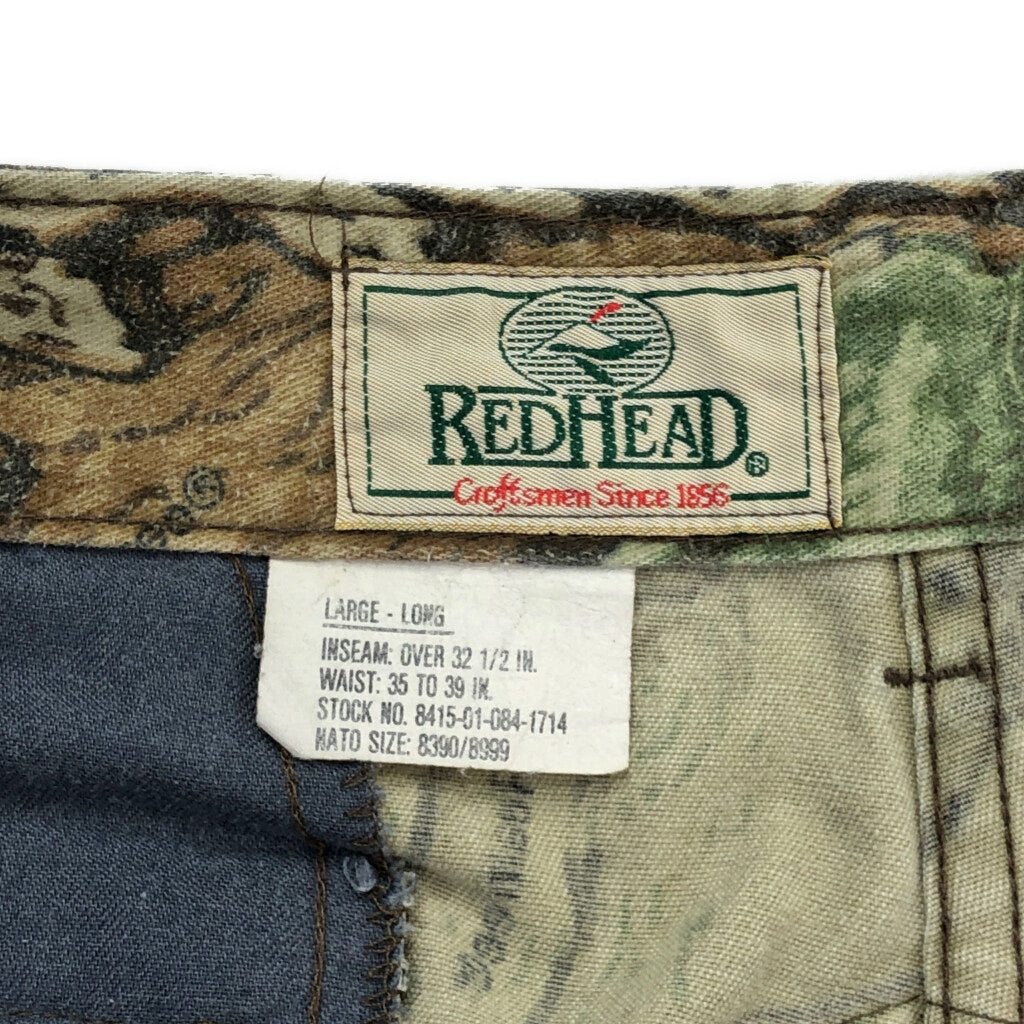 REDHEAD®
Craftsmen Since 1856
LARGE - LONG
INSEAM: OVER 32 1/2 IN.
WAIST: 35 TO 39 IN.
STOCK NO. 8415-01-084-1714
NATO SIZE: 8390/8999